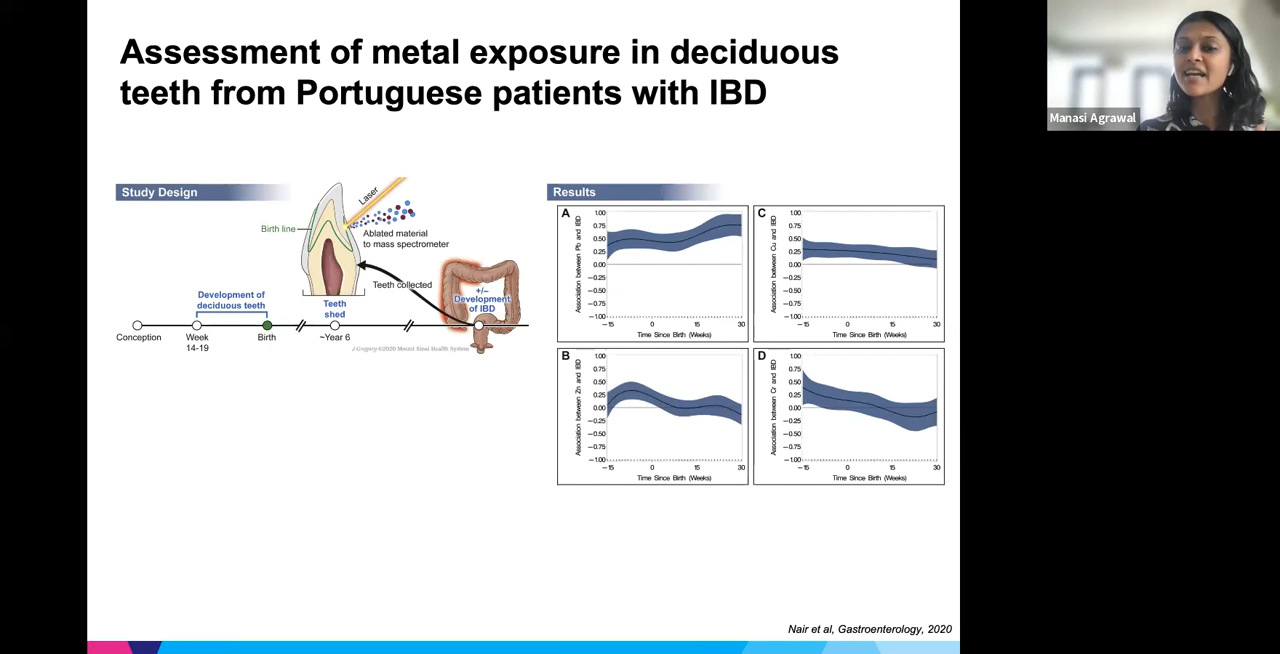 Assessment of metal exposure in deciduous
teeth from Portuguese patients with IBD
Manasi Agrawal
Study Design
Laser
Birth line
Ablated material
to mass spectrometer
Teeth collected
+/–
Development
of IBD
Development of
deciduous teeth
Teeth
shed
Conception
Week
14-19
Birth
~Year 6
J Gregory ©2020 Mount Sinai Health System
Results
A
Association between Pb and IBD
1.00
0.75
0.50
0.25
0.00
−0.25
−0.50
−0.75
−1.00
−15 0 15 30
Time Since Birth (Weeks)
C
Association between Cu and IBD
1.00
0.75
0.50
0.25
0.00
−0.25
−0.50
−0.75
−1.00
−15 0 15 30
Time Since Birth (Weeks)
B
Association between Zn and IBD
1.00
0.75
0.50
0.25
0.00
−0.25
−0.50
−0.75
−1.00
−15 0 15 30
Time Since Birth (Weeks)
D
Association between Cr and IBD
1.00
0.75
0.50
0.25
0.00
−0.25
−0.50
−0.75
−1.00
−15 0 15 30
Time Since Birth (Weeks)
Nair et al, Gastroenterology, 2020